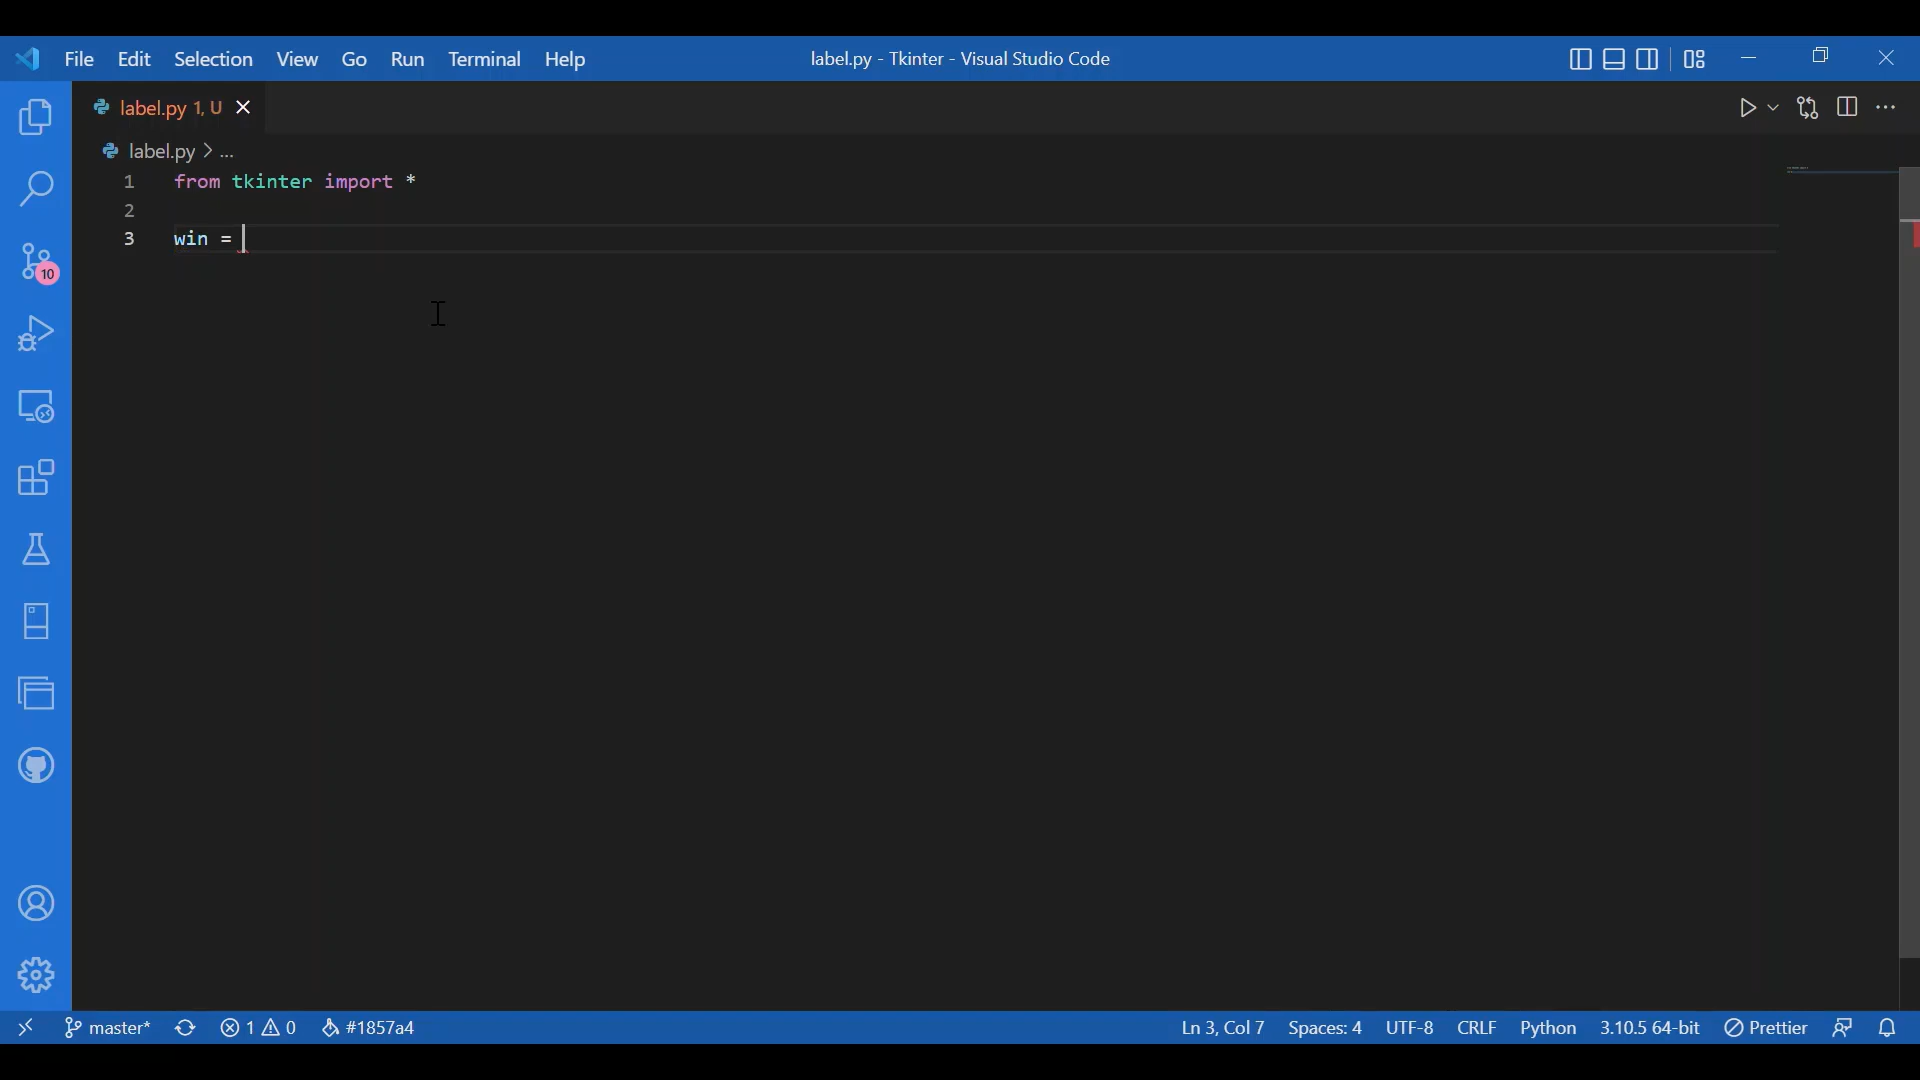 File Edit Selection View Go Run Terminal Help label.py - Tkinter - Visual Studio Code
label.py 1, U
label.py > ...
1 from tkinter import *
2
3 win =
10
master* 1 0 #1857a4 Ln 3, Col 7 Spaces: 4 UTF-8 CRLF Python 3.10.5 64-bit Prettier